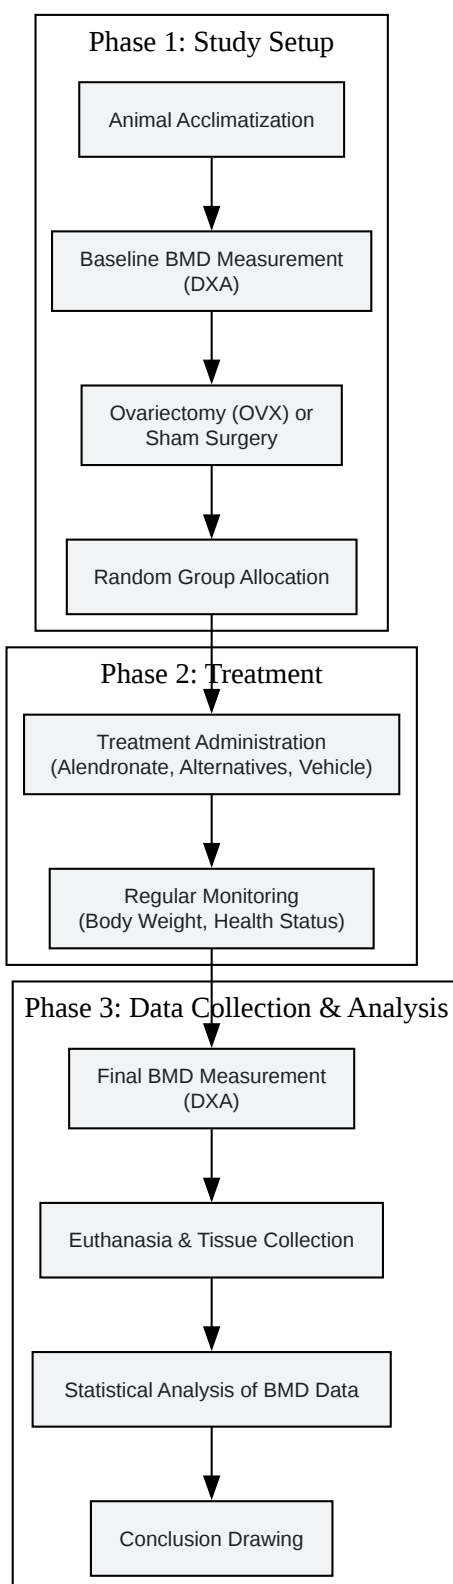 Phase 1: Study Setup
Animal Acclimatization
Baseline BMD Measurement
(DXA)
Ovariectomy (OVX) or
Sham Surgery
Random Group Allocation
Phase 2: Treatment
Treatment Administration
(Alendronate, Alternatives, Vehicle)
Regular Monitoring
(Body Weight, Health Status)
Phase 3: Data Collection & Analysis
Final BMD Measurement
(DXA)
Euthanasia & Tissue Collection
Statistical Analysis of BMD Data
Conclusion Drawing